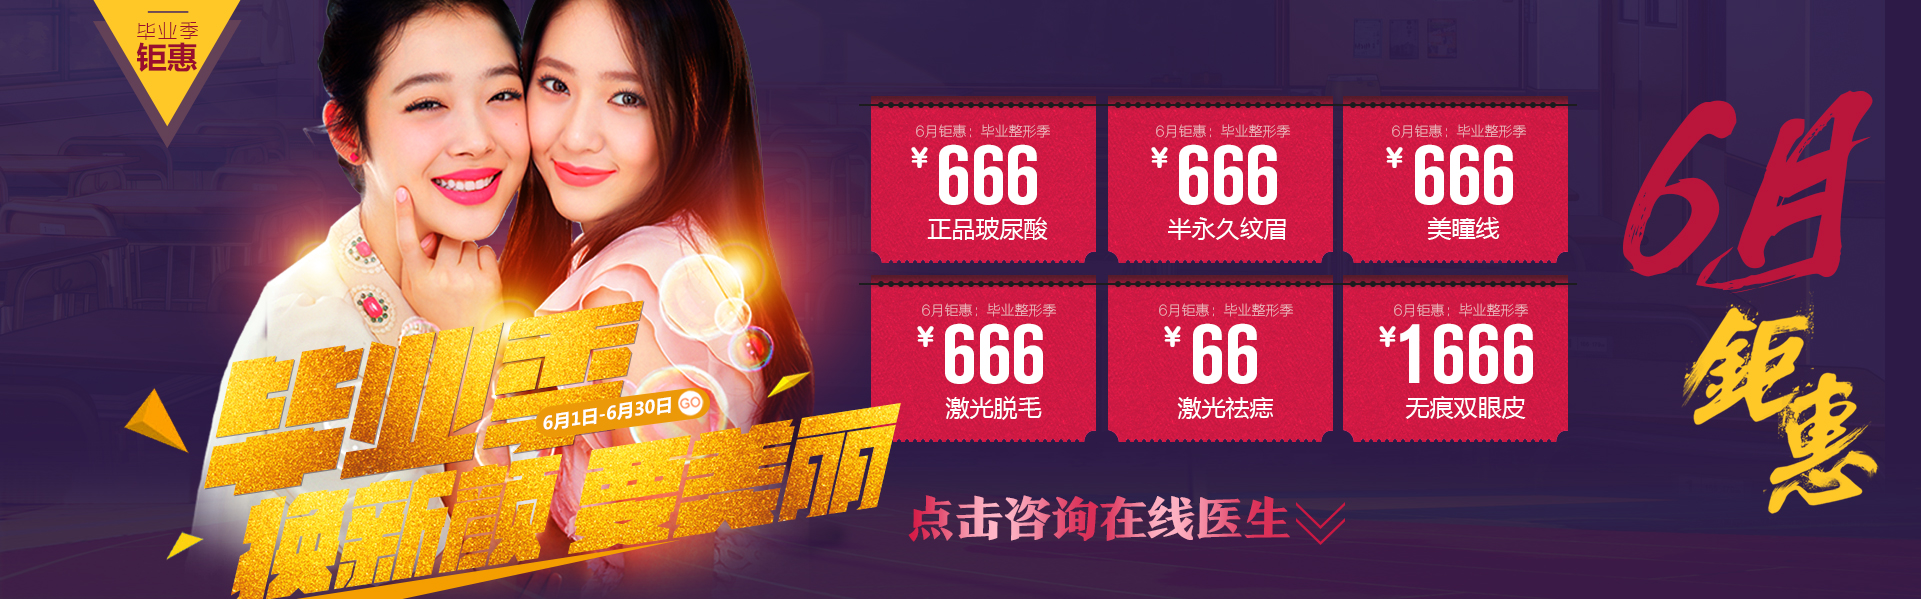 毕业季
钜惠
毕业季
6月1日-6月30日 GO
换新颜 要美丽
6月钜惠：毕业整形季
¥666
正品玻尿酸
6月钜惠：毕业整形季
¥666
半永久纹眉
6月钜惠：毕业整形季
¥666
美瞳线
6月钜惠：毕业整形季
¥666
激光脱毛
6月钜惠：毕业整形季
¥66
激光祛痣
6月钜惠：毕业整形季
¥1666
无痕双眼皮
点击咨询在线医生
6月
钜惠